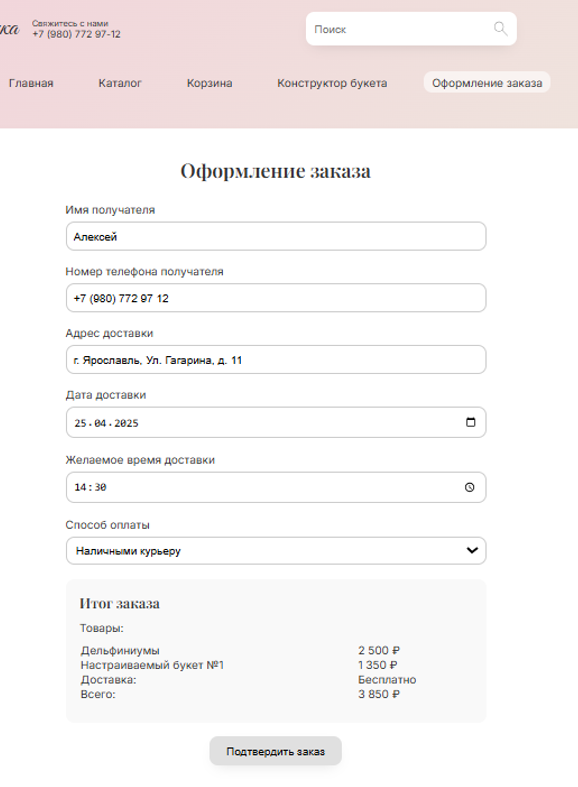 Свяжитесь с нами
+7 (980) 772 97-12
Поиск
Главная Каталог Корзина Конструктор букета Оформление заказа
Оформление заказа
Имя получателя
Алексей
Номер телефона получателя
+7 (980) 772 97 12
Адрес доставки
г. Ярославль, Ул. Гагарина, д. 11
Дата доставки
25.04.2025
Желаемое время доставки
14:30
Способ оплаты
Наличными курьеру
Итог заказа
Товары:
Дельфиниумы 2 500 ₽
Настраиваемый букет №1 1 350 ₽
Доставка: Бесплатно
Всего: 3 850 ₽
Подтвердить заказ